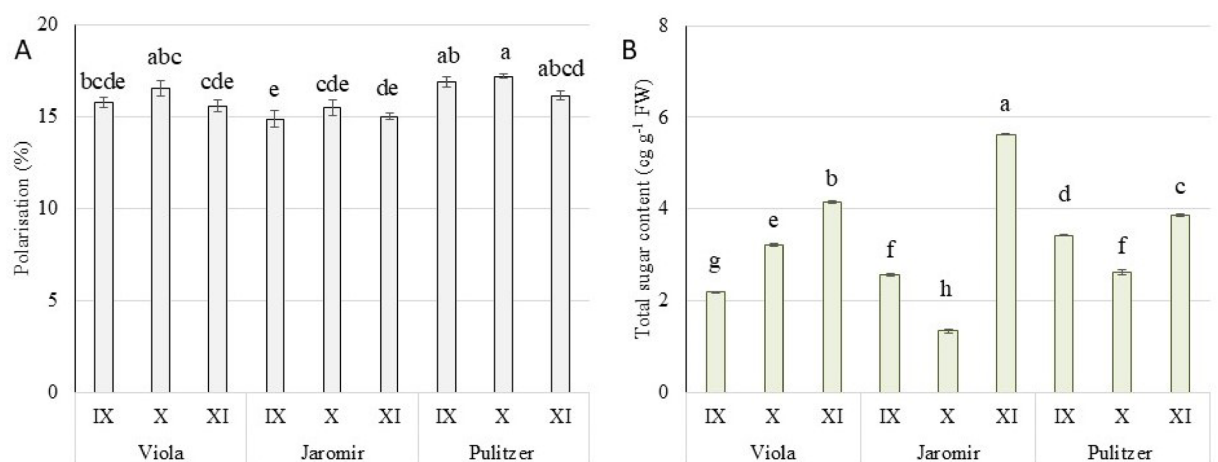 A
Polarisation (%)
20
15
10
5
0
bcde
abc
cde
e
cde
de
ab
a
abcd
IX X XI IX X XI IX X XI
Viola Jaromir Pulitzer
B
Total sugar content (cg g⁻¹ FW)
8
6
4
2
0
g
e
b
f
h
a
d
f
c
IX X XI IX X XI IX X XI
Viola Jaromir Pulitzer